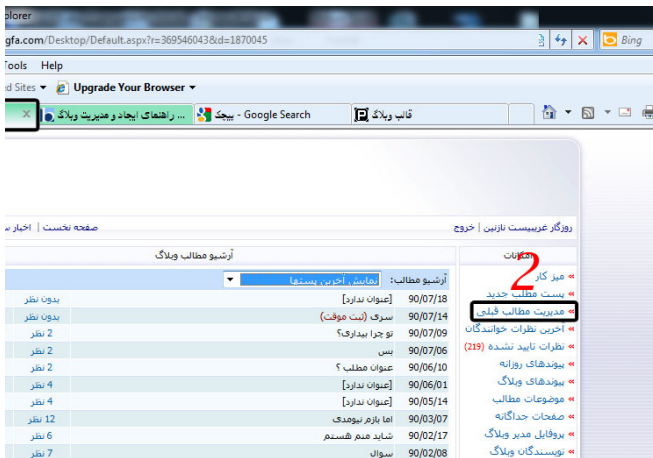 plorer
gfa.com/Desktop/Default.aspx?r=369546043&d=1870045
Bing
Tools Help
d Sites Upgrade Your Browser
راهنمای ایجاد و مدیریت وبلاگ ...
پیچک - Google Search
قالب وبلاگ
روزگار غریبیست نازنین | خروج
صفحه نخست | اخبار
امکانات
آرشیو مطالب وبلاگ
2
میز کار
پست مطلب جدید
مدیریت مطالب قبلی
آخرین نظرات خوانندگان
نظرات تایید نشده (219)
پیوندهای روزانه
پیوندهای وبلاگ
موضوعات مطالب
صفحات جداگانه
پروفایل مدیر وبلاگ
نویسندگان وبلاگ
آرشیو مطالب: نمایش آخرین پستها
90/07/18 [عنوان ندارد] بدون نظر
90/07/14 سری (ثبت موقت) بدون نظر
90/07/09 تو چرا بیداری؟ 2 نظر
90/07/06 بس 2 نظر
90/06/10 عنوان مطلب ؟ 2 نظر
90/06/01 [عنوان ندارد] 4 نظر
90/05/14 [عنوان ندارد] 4 نظر
90/03/07 اما بازم نیومدی 12 نظر
90/02/17 شاید منم هستم 6 نظر
90/02/08 سوال 7 نظر